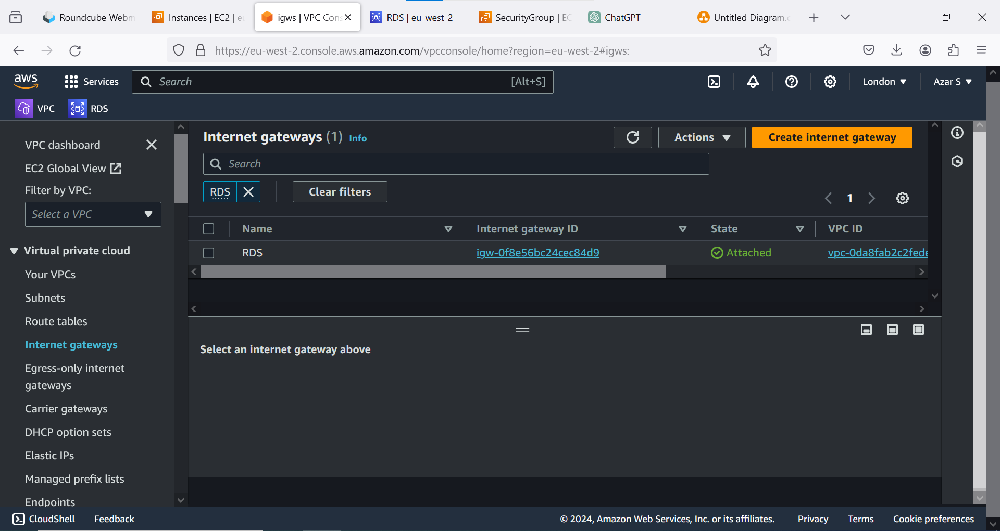 Roundcube Webm
Instances | EC2 | eu
igws | VPC Cons
RDS | eu-west-2
SecurityGroup | EC
ChatGPT
Untitled Diagram.
https://eu-west-2.console.aws.amazon.com/vpcconsole/home?region=eu-west-2#igws:
aws
Services
Search
[Alt+S]
London
Azar S
VPC
RDS
VPC dashboard
EC2 Global View
Filter by VPC:
Select a VPC
Virtual private cloud
Your VPCs
Subnets
Route tables
Internet gateways
Egress-only internet
gateways
Carrier gateways
DHCP option sets
Elastic IPs
Managed prefix lists
Endpoints
Internet gateways (1) Info
Actions
Create internet gateway
Search
RDS
Clear filters
1
Name
Internet gateway ID
State
VPC ID
RDS
igw-0f8e56bc24cec84d9
Attached
vpc-0da8fab2c2fede
Select an internet gateway above
CloudShell
Feedback
© 2024, Amazon Web Services, Inc. or its affiliates.
Privacy
Terms
Cookie preferences